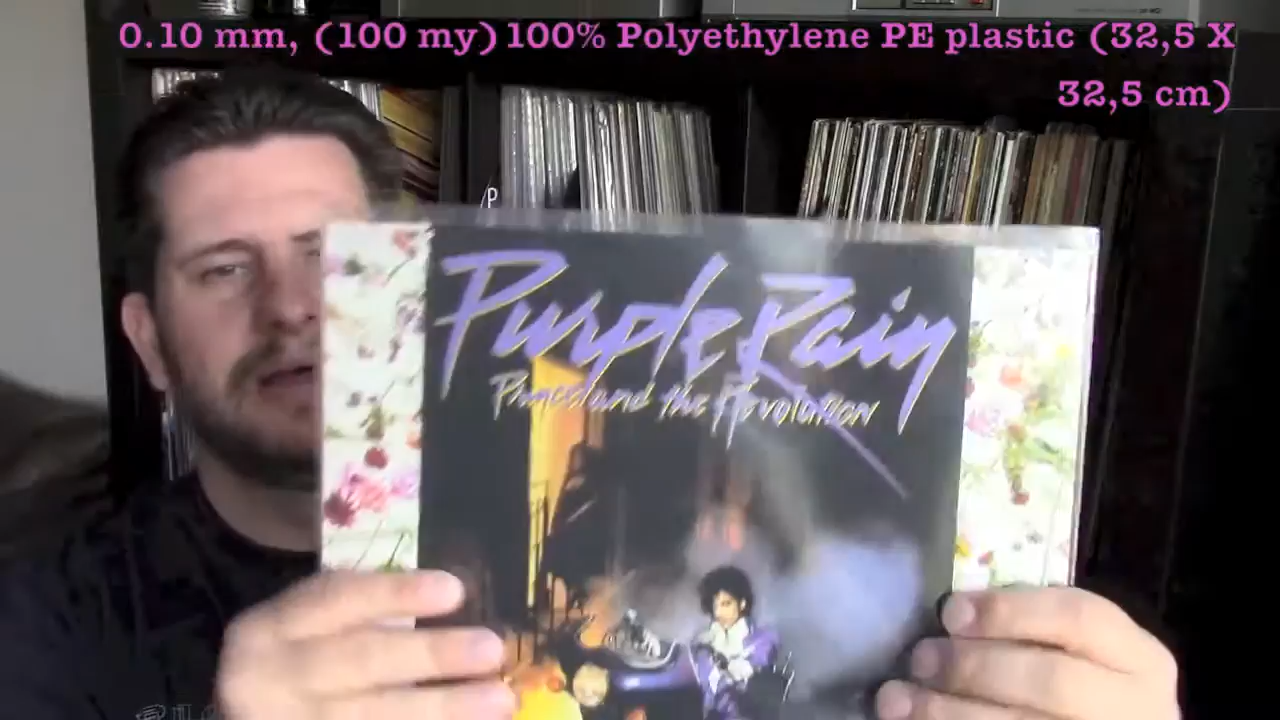 0.10 mm, (100 my) 100% Polyethylene PE plastic (32,5 X
32,5 cm)
Purple Rain
Prince and the Revolution